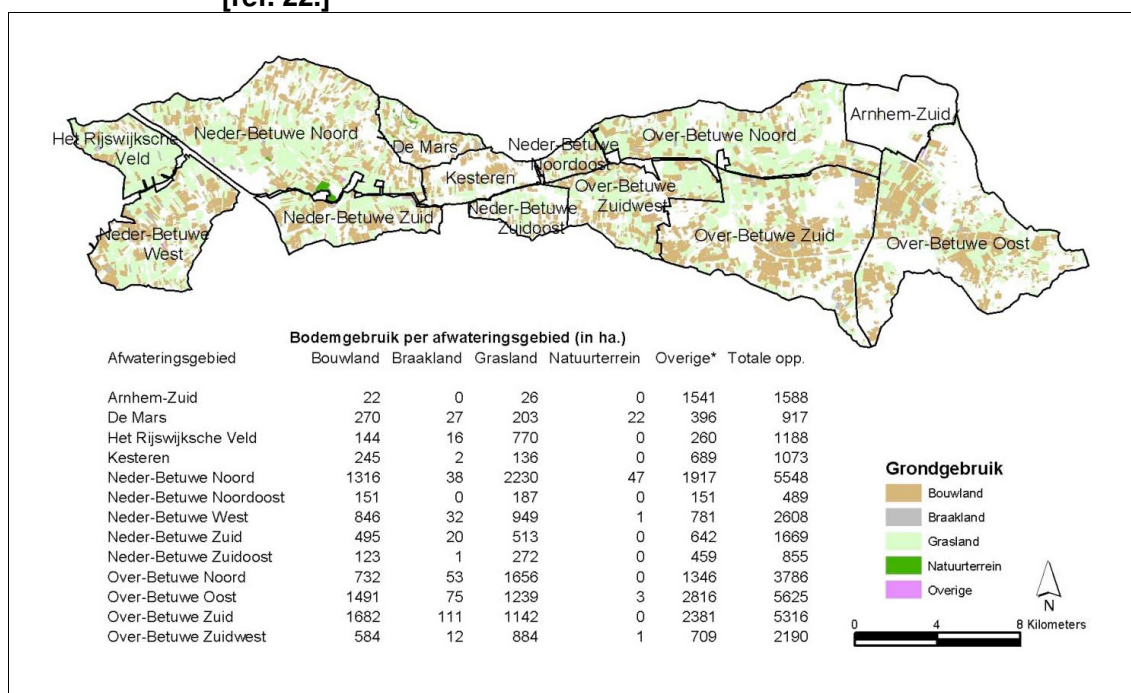 [ref. 22.]
Arnhem-Zuid
Het Rijswijksche
Veld
Neder-Betuwe Noord
De Mars
Neder-Betuwe
Noordoost
Over-Betuwe Noord
Kesteren
Over-Betuwe
Zuidwest
Neder-Betuwe Zuid
Neder-Betuwe
Zuidoost
Neder-Betuwe
West
Over-Betuwe Zuid
Over-Betuwe Oost
Bodemgebruik per afwateringsgebied (in ha.)
Afwateringsgebied Bouwland Braakland Grasland Natuurterrein Overige* Totale opp.
Arnhem-Zuid 22 0 26 0 1541 1588
De Mars 270 27 203 22 396 917
Het Rijswijksche Veld 144 16 770 0 260 1188
Kesteren 245 2 136 0 689 1073
Neder-Betuwe Noord 1316 38 2230 47 1917 5548
Neder-Betuwe Noordoost 151 0 187 0 151 489
Neder-Betuwe West 846 32 949 1 781 2608
Neder-Betuwe Zuid 495 20 513 0 642 1669
Neder-Betuwe Zuidoost 123 1 272 0 459 855
Over-Betuwe Noord 732 53 1656 0 1346 3786
Over-Betuwe Oost 1491 75 1239 3 2816 5625
Over-Betuwe Zuid 1682 111 1142 0 2381 5316
Over-Betuwe Zuidwest 584 12 884 1 709 2190
Grondgebruik
Bouwland
Braakland
Grasland
Natuurterrein
Overige
N
0 4 8 Kilometers